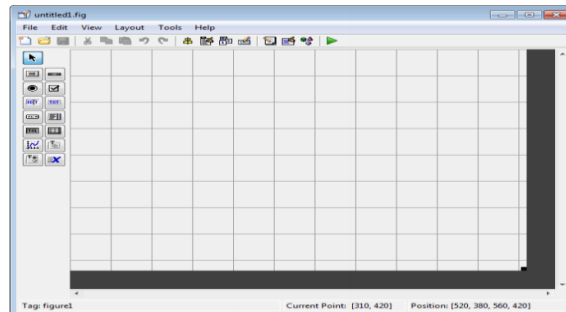 untitled1.fig
File Edit View Layout Tools Help
Tag: figure1 Current Point: [310, 420] Position: [520, 380, 560, 420]